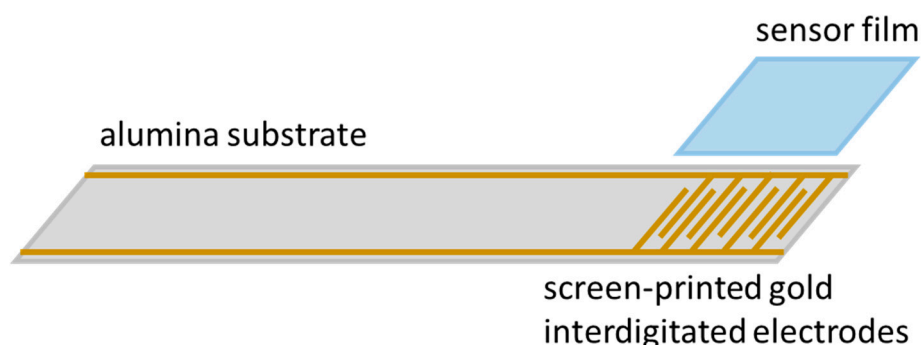 sensor film
alumina substrate
screen-printed gold
interdigitated electrodes